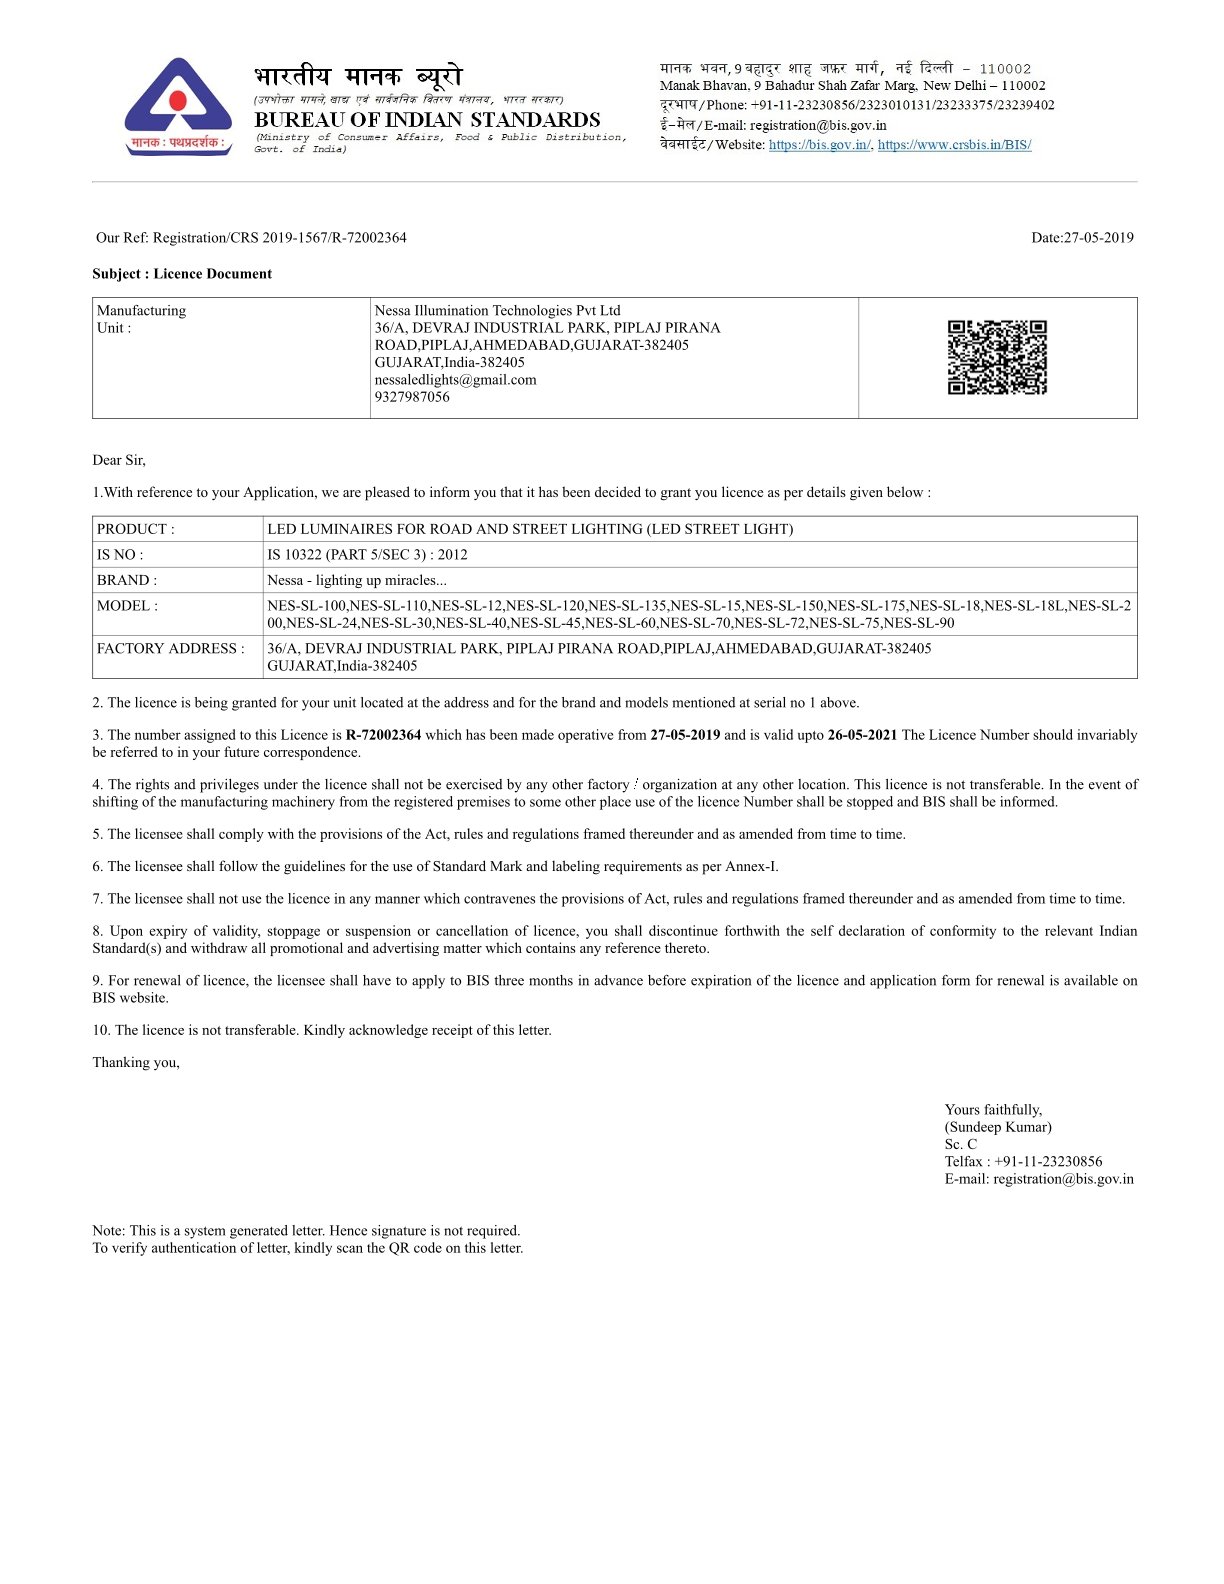 भारतीय मानक ब्यूरो
(उपभोक्ता मामले, खाद्य एवं सार्वजनिक वितरण मंत्रालय, भारत सरकार)
BUREAU OF INDIAN STANDARDS
(Ministry of Consumer Affairs, Food & Public Distribution,
Govt. of India)
मानक : पथप्रदर्शक :
मानक भवन, 9 बहादुर शाह जफ़र मार्ग, नई दिल्ली – 110002
Manak Bhavan, 9 Bahadur Shah Zafar Marg, New Delhi – 110002
दूरभाष/Phone: +91-11-23230856/2323010131/23233375/23239402
ई-मेल/E-mail: registration@bis.gov.in
वेबसाईट/Website: https://bis.gov.in/, https://www.crsbis.in/BIS/
Our Ref: Registration/CRS 2019-1567/R-72002364 Date:27-05-2019
Subject : Licence Document
Manufacturing
Unit :
Nessa Illumination Technologies Pvt Ltd
36/A, DEVRAJ INDUSTRIAL PARK, PIPLAJ PIRANA
ROAD,PIPLAJ,AHMEDABAD,GUJARAT-382405
GUJARAT,India-382405
nessaledlights@gmail.com
9327987056
Dear Sir,
1.With reference to your Application, we are pleased to inform you that it has been decided to grant you licence as per details given below :
PRODUCT : LED LUMINAIRES FOR ROAD AND STREET LIGHTING (LED STREET LIGHT)
IS NO : IS 10322 (PART 5/SEC 3) : 2012
BRAND : Nessa - lighting up miracles...
MODEL : NES-SL-100,NES-SL-110,NES-SL-12,NES-SL-120,NES-SL-135,NES-SL-15,NES-SL-150,NES-SL-175,NES-SL-18,NES-SL-18L,NES-SL-2
00,NES-SL-24,NES-SL-30,NES-SL-40,NES-SL-45,NES-SL-60,NES-SL-70,NES-SL-72,NES-SL-75,NES-SL-90
FACTORY ADDRESS : 36/A, DEVRAJ INDUSTRIAL PARK, PIPLAJ PIRANA ROAD,PIPLAJ,AHMEDABAD,GUJARAT-382405
GUJARAT,India-382405
2. The licence is being granted for your unit located at the address and for the brand and models mentioned at serial no 1 above.
3. The number assigned to this Licence is R-72002364 which has been made operative from 27-05-2019 and is valid upto 26-05-2021 The Licence Number should invariably
be referred to in your future correspondence.
4. The rights and privileges under the licence shall not be exercised by any other factory / organization at any other location. This licence is not transferable. In the event of
shifting of the manufacturing machinery from the registered premises to some other place use of the licence Number shall be stopped and BIS shall be informed.
5. The licensee shall comply with the provisions of the Act, rules and regulations framed thereunder and as amended from time to time.
6. The licensee shall follow the guidelines for the use of Standard Mark and labeling requirements as per Annex-I.
7. The licensee shall not use the licence in any manner which contravenes the provisions of Act, rules and regulations framed thereunder and as amended from time to time.
8. Upon expiry of validity, stoppage or suspension or cancellation of licence, you shall discontinue forthwith the self declaration of conformity to the relevant Indian
Standard(s) and withdraw all promotional and advertising matter which contains any reference thereto.
9. For renewal of licence, the licensee shall have to apply to BIS three months in advance before expiration of the licence and application form for renewal is available on
BIS website.
10. The licence is not transferable. Kindly acknowledge receipt of this letter.
Thanking you,
Yours faithfully,
(Sundeep Kumar)
Sc. C
Telfax : +91-11-23230856
E-mail: registration@bis.gov.in
Note: This is a system generated letter. Hence signature is not required.
To verify authentication of letter, kindly scan the QR code on this letter.